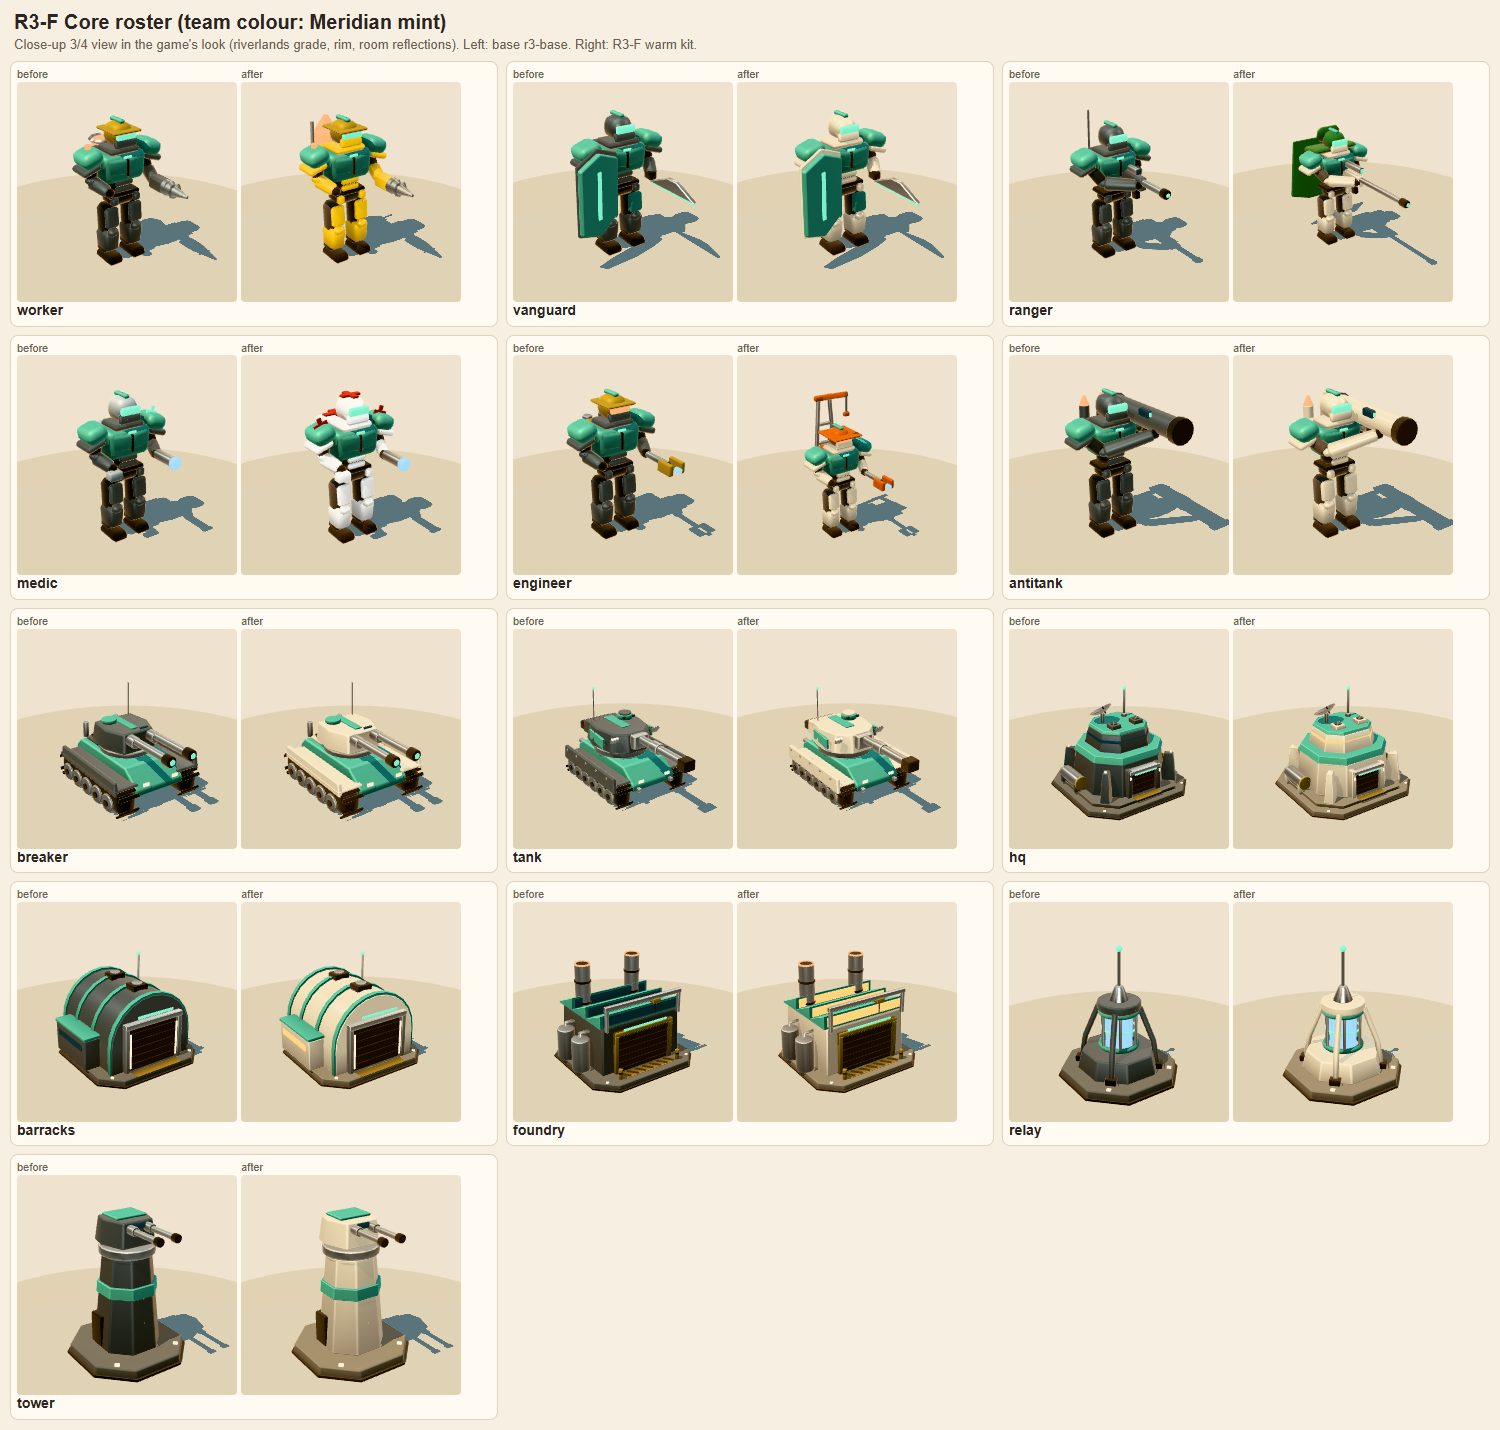 R3-F Core roster (team colour: Meridian mint)
Close-up 3/4 view in the game's look (riverlands grade, rim, room reflections). Left: base r3-base. Right: R3-F warm kit.
before after
worker
before after
vanguard
before after
ranger
before after
medic
before after
engineer
before after
antitank
before after
breaker
before after
tank
before after
hq
before after
barracks
before after
foundry
before after
relay
before after
tower